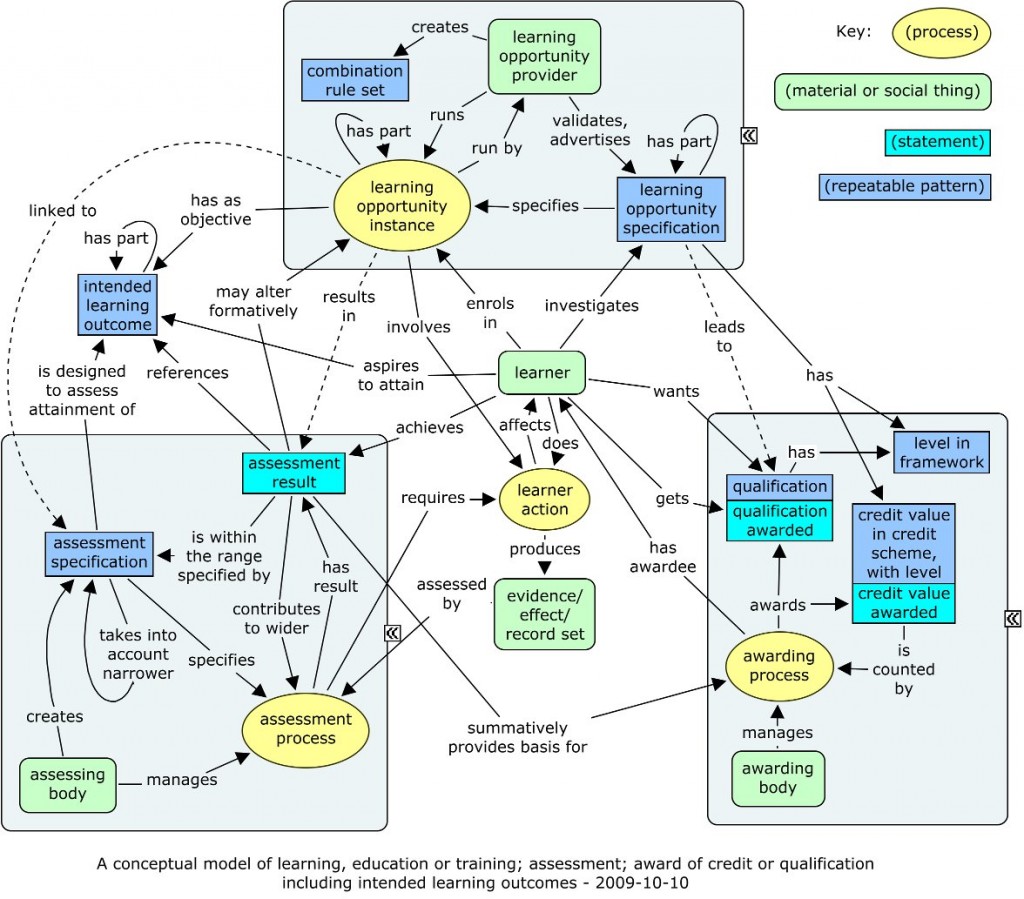 Key:
(process)
(material or social thing)
(statement)
(repeatable pattern)
creates
learning
opportunity
provider
combination
rule set
runs
has part
run by
validates,
advertises
has part
learning
opportunity
instance
specifies
learning
opportunity
specification
linked to
has as
objective
has part
intended
learning
outcome
may alter
formatively
results
in
involves
enrols
in
investigates
leads
to
is designed
to assess
attainment of
references
aspires
to attain
learner
wants
has
achieves
affects
does
assessment
result
learner
action
requires
gets
has
level in
framework
qualification
qualification
awarded
credit value
in credit
scheme,
with level
credit value
awarded
assessment
specification
is within
the range
specified by
has
result
produces
has
awardee
assessed
by
evidence/
effect/
record set
contributes
to wider
takes into
account
narrower
specifies
awards
is
counted
by
awarding
process
creates
assessment
process
summatively
provides basis for
manages
assessing
body
manages
awarding
body
A conceptual model of learning, education or training; assessment; award of credit or qualification
including intended learning outcomes - 2009-10-10